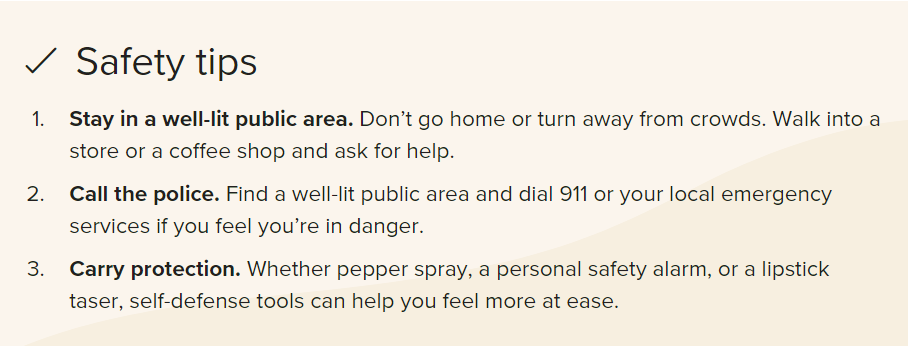 Safety tips
1. Stay in a well-lit public area. Don’t go home or turn away from crowds. Walk into a
store or a coffee shop and ask for help.
2. Call the police. Find a well-lit public area and dial 911 or your local emergency
services if you feel you’re in danger.
3. Carry protection. Whether pepper spray, a personal safety alarm, or a lipstick
taser, self-defense tools can help you feel more at ease.